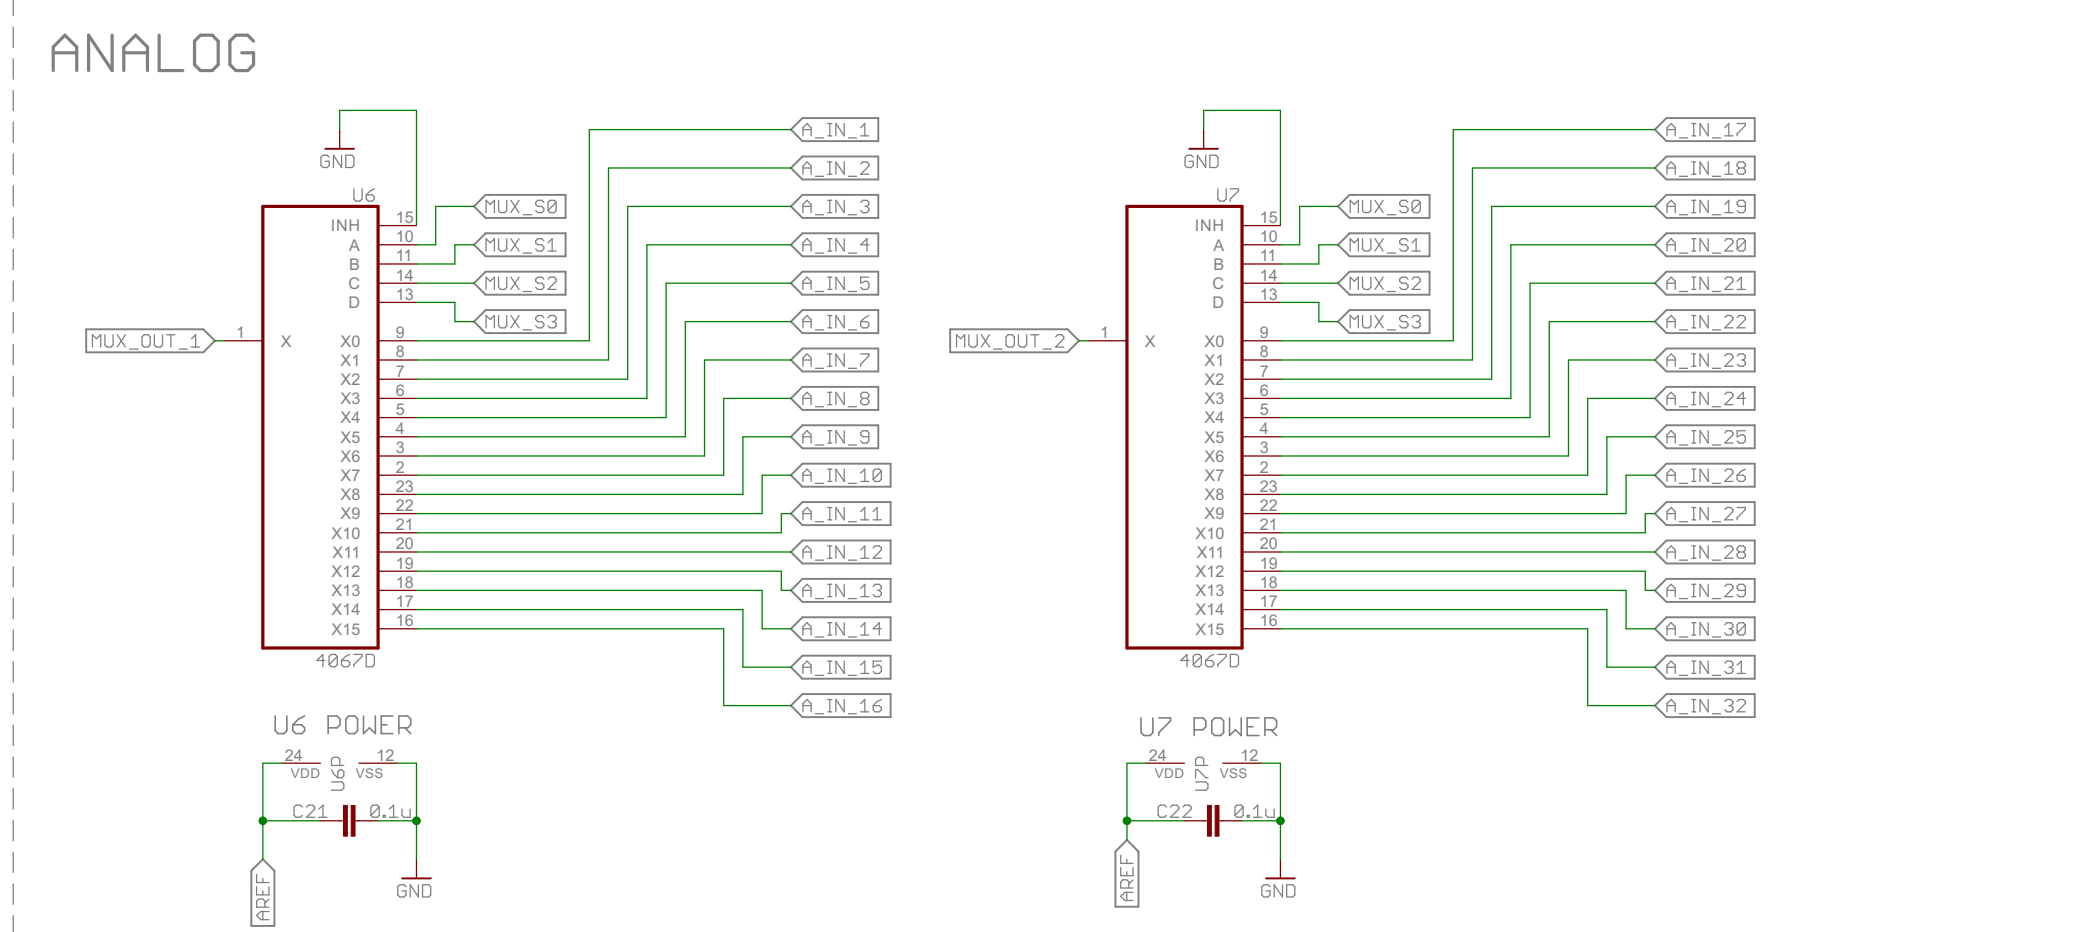 ANALOG
GND
U6
INH 15
A 10 MUX_S0
B 11 MUX_S1
C 14 MUX_S2
D 13 MUX_S3
MUX_OUT_1 1 X
X0 9 A_IN_1
X1 8 A_IN_2
X2 7 A_IN_3
X3 6 A_IN_4
X4 5 A_IN_5
X5 4 A_IN_6
X6 3 A_IN_7
X7 2 A_IN_8
X8 23 A_IN_9
X9 22 A_IN_10
X10 21 A_IN_11
X11 20 A_IN_12
X12 19 A_IN_13
X13 18 A_IN_14
X14 17 A_IN_15
X15 16 A_IN_16
4067D
U6 POWER
24 VDD U6P 12 VSS
C21 0.1u
AREF
GND
GND
U7
INH 15
A 10 MUX_S0
B 11 MUX_S1
C 14 MUX_S2
D 13 MUX_S3
MUX_OUT_2 1 X
X0 9 A_IN_17
X1 8 A_IN_18
X2 7 A_IN_19
X3 6 A_IN_20
X4 5 A_IN_21
X5 4 A_IN_22
X6 3 A_IN_23
X7 2 A_IN_24
X8 23 A_IN_25
X9 22 A_IN_26
X10 21 A_IN_27
X11 20 A_IN_28
X12 19 A_IN_29
X13 18 A_IN_30
X14 17 A_IN_31
X15 16 A_IN_32
4067D
U7 POWER
24 VDD U7P 12 VSS
C22 0.1u
AREF
GND